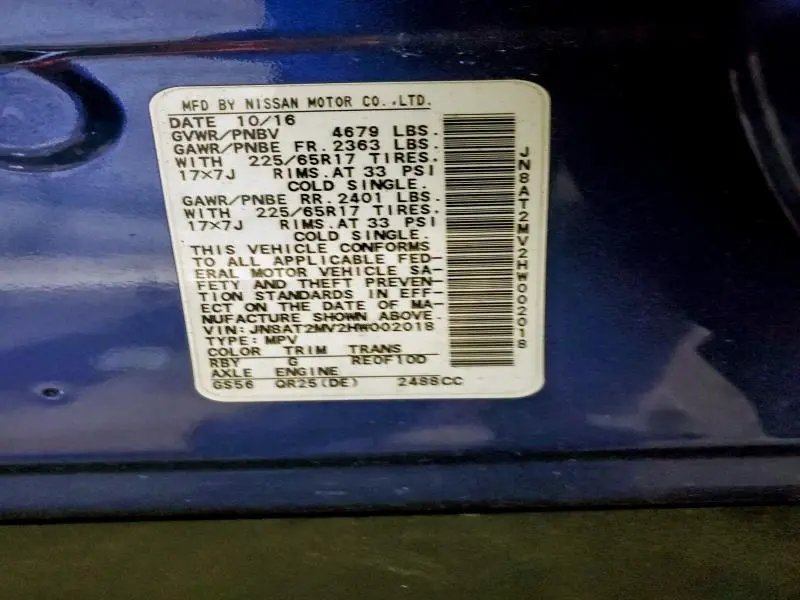 MFD BY NISSAN MOTOR CO.,LTD.
DATE 10/16
GVWR/PNBV 4679 LBS.
GAWR/PNBE FR. 2363 LBS.
WITH 225/65R17 TIRES.
17×7J RIMS. AT 33 PSI
COLD SINGLE.
GAWR/PNBE RR. 2401 LBS.
WITH 225/65R17 TIRES.
17×7J RIMS. AT 33 PSI
COLD SINGLE.
THIS VEHICLE CONFORMS
TO ALL APPLICABLE FED-
ERAL MOTOR VEHICLE SA-
FETY AND THEFT PREVEN-
TION STANDARDS IN EFF-
ECT ON THE DATE OF MA-
NUFACTURE SHOWN ABOVE.
VIN: JN8AT2MV2HW002018
TYPE: MPV
COLOR TRIM TRANS
RBY G RE0F10D
AXLE ENGINE
GS56 QR25(DE) 2488CC
JN8AT2MV2HW002018